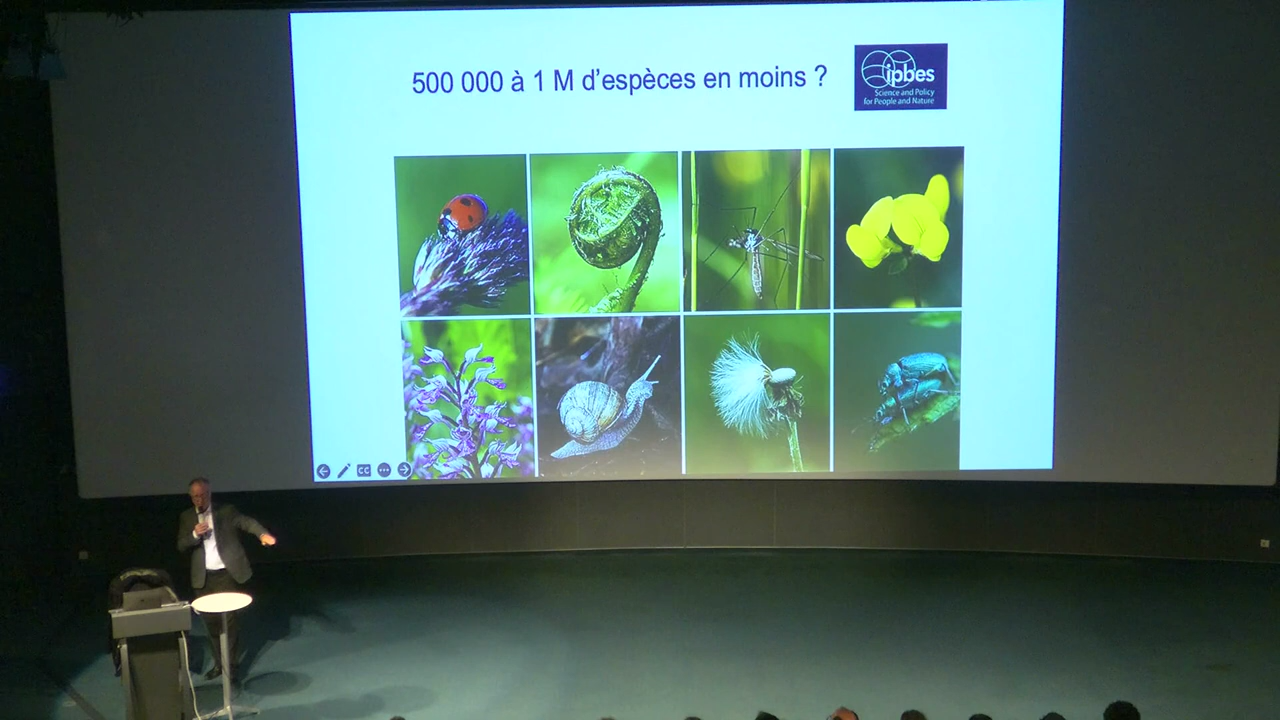 500 000 à 1 M d’espèces en moins ?
ipbes
Science and Policy
for People and Nature